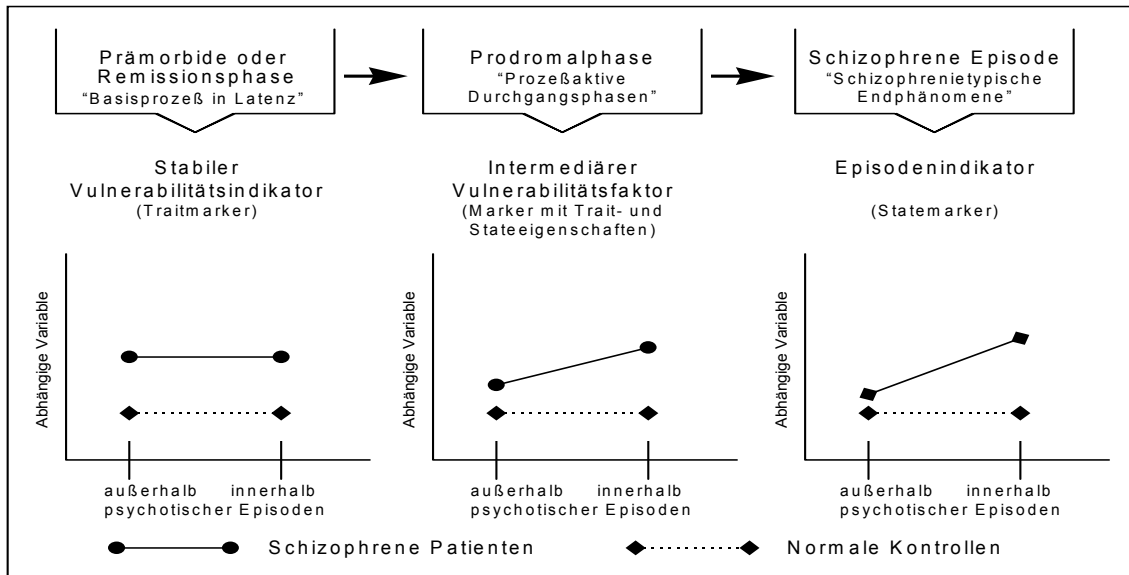 Prämorbide oder
Remissionsphase
"Basisprozeß in Latenz"
Prodromalphase
"Prozeßaktive
Durchgangsphasen"
Schizophrene Episode
"Schizophrenietypische
Endphänomene"
Stabiler
Vulnerabilitätsindikator
(Traitmarker)
Intermediärer
Vulnerabilitätsfaktor
(Marker mit Trait- und
Stateeigenschaften)
Episodenindikator
(Statemarker)
Abhängige Variable
außerhalb innerhalb
psychotischer Episoden
Abhängige Variable
außerhalb innerhalb
psychotischer Episoden
Abhängige Variable
außerhalb innerhalb
psychotischer Episoden
Schizophrene Patienten
Normale Kontrollen